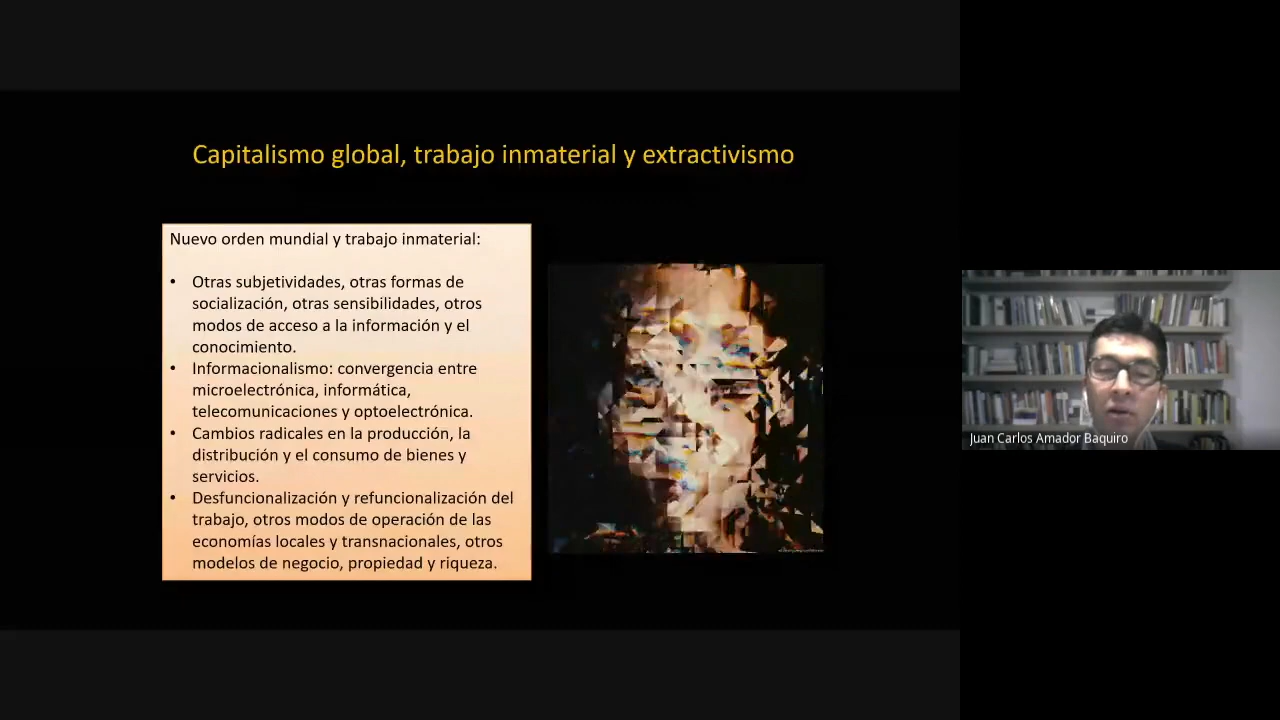 Capitalismo global, trabajo inmaterial y extractivismo
Nuevo orden mundial y trabajo inmaterial:
• Otras subjetividades, otras formas de
socialización, otras sensibilidades, otros
modos de acceso a la información y el
conocimiento.
• Informacionalismo: convergencia entre
microelectrónica, informática,
telecomunicaciones y optoelectrónica.
• Cambios radicales en la producción, la
distribución y el consumo de bienes y
servicios.
• Desfuncionalización y refuncionalización del
trabajo, otros modos de operación de las
economías locales y transnacionales, otros
modelos de negocio, propiedad y riqueza.
Juan Carlos Amador Baquiro